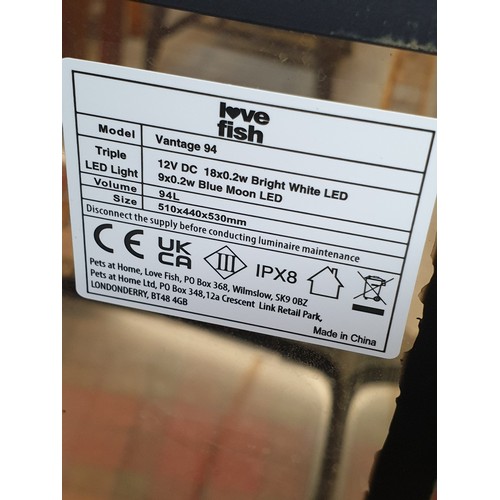 love
fish
Model Vantage 94
Triple LED Light 12V DC 18x0.2w Bright White LED
9x0.2w Blue Moon LED
Volume 94L
Size 510x440x530mm
Disconnect the supply before conducting luminaire maintenance
CE UK CA III IPX8
Pets at Home, Love Fish, PO Box 368, Wilmslow, SK9 0BZ
Pets at Home Ltd, PO Box 348,12a Crescent Link Retail Park,
LONDONDERRY, BT48 4GB
Made in China